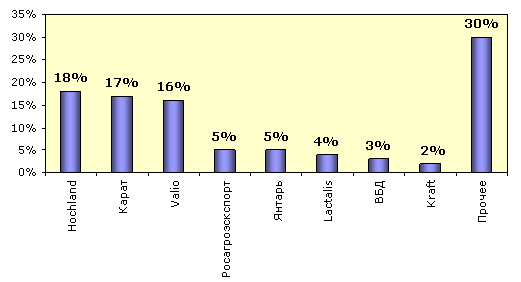 35%
30%
25%
20%
15%
10%
5%
0%
18%
17%
16%
5%
5%
4%
3%
2%
30%
Hochland
Карат
Valio
Росагроэкспорт
Янтарь
Lactalis
ВБД
Kraft
Прочее